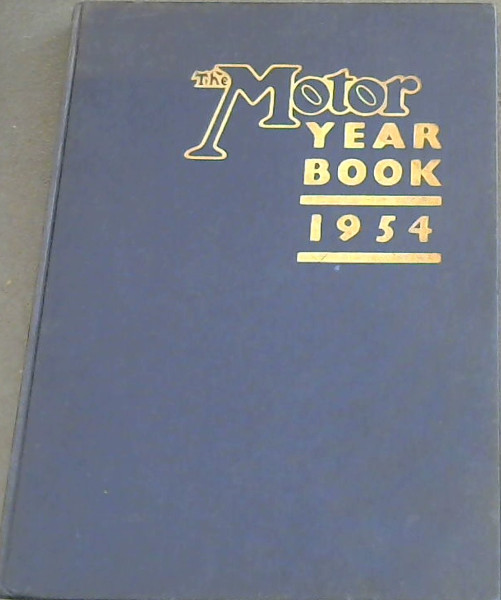 The Motor
YEAR
BOOK
1954